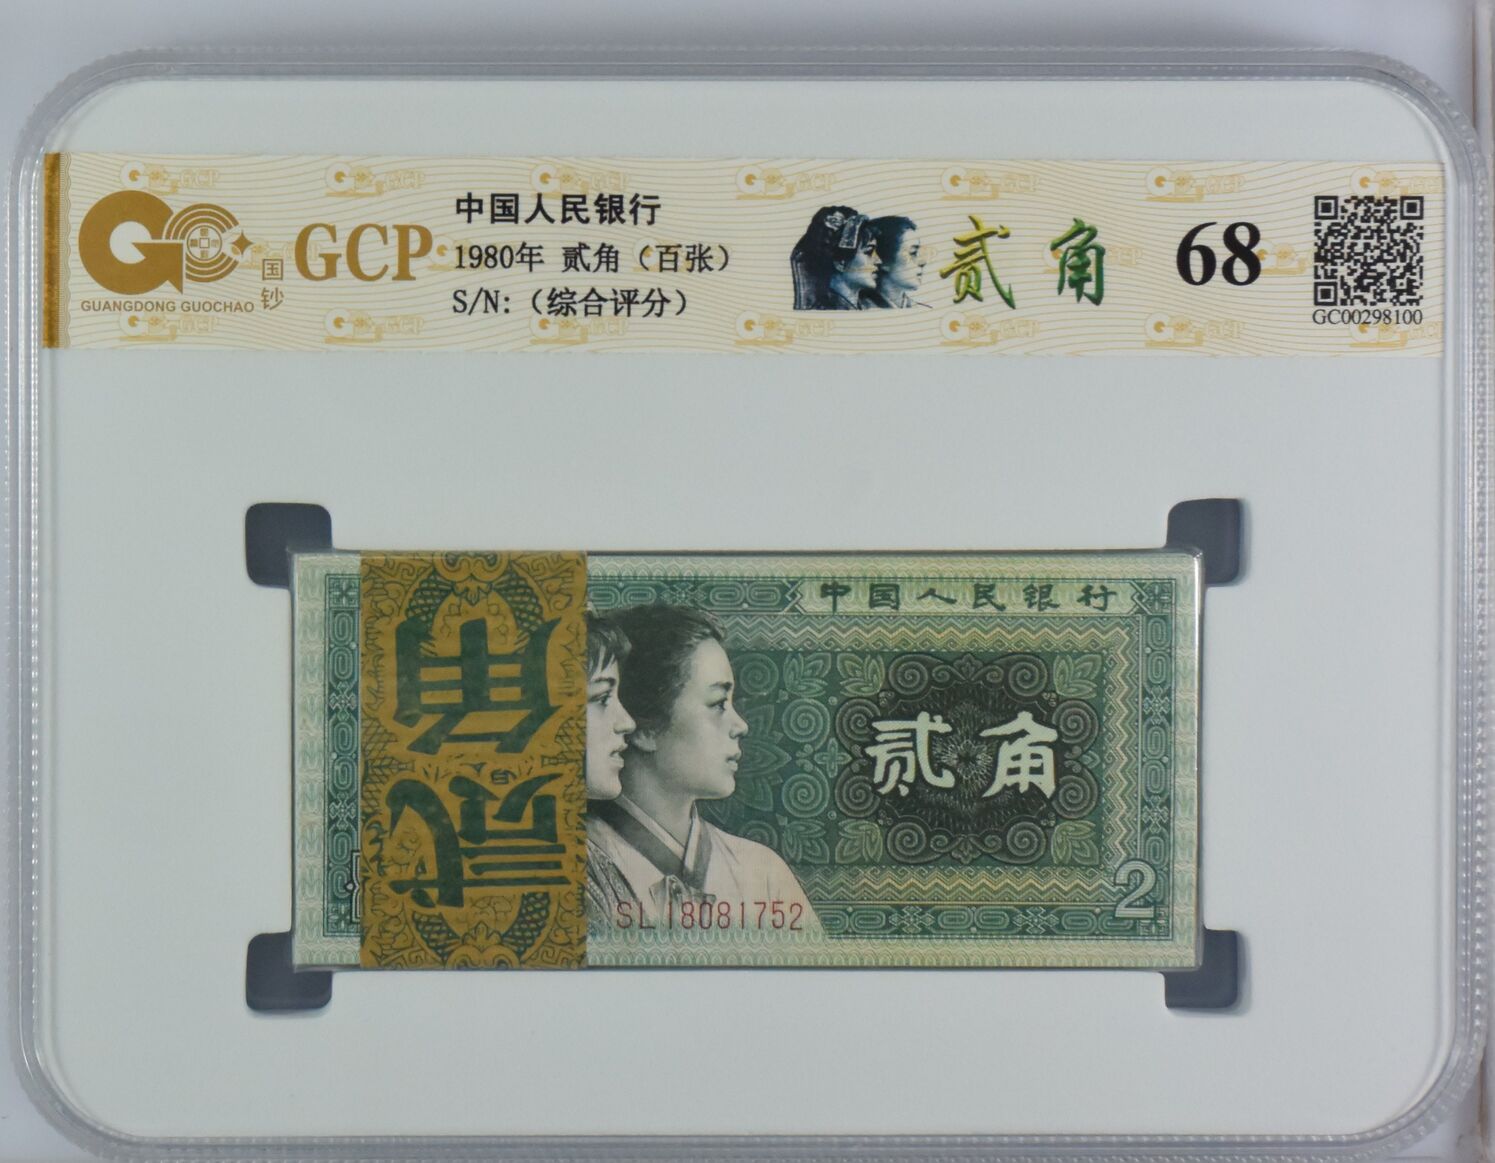 GCP
国钞
GUANGDONG GUOCHAO
中国人民银行
1980年 贰角（百张）
S/N:（综合评分）
贰角
68
GC00298100
贰角
中国人民银行
贰角
SL18081752
2